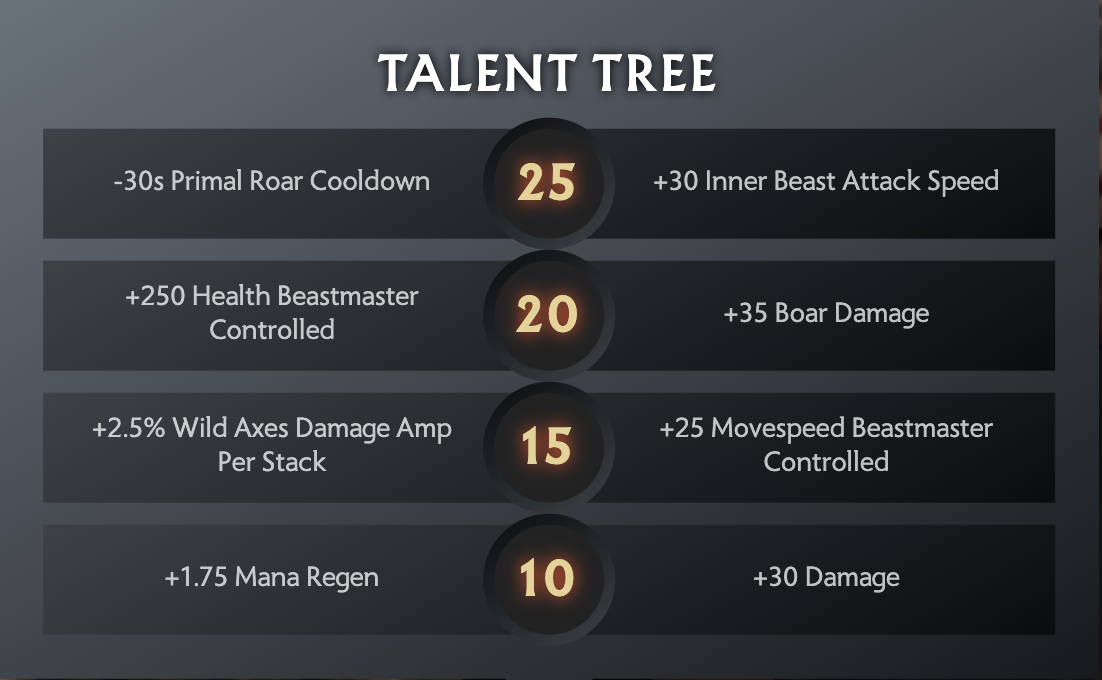 TALENT TREE
-30s Primal Roar Cooldown
25
+30 Inner Beast Attack Speed
+250 Health Beastmaster
Controlled
20
+35 Boar Damage
+2.5% Wild Axes Damage Amp
Per Stack
15
+25 Movespeed Beastmaster
Controlled
+1.75 Mana Regen
10
+30 Damage